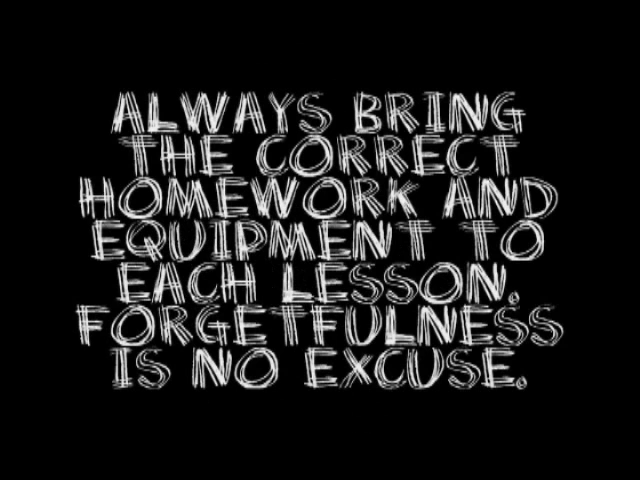 ALWAYS BRING
THE CORRECT
HOMEWORK AND
EQUIPMENT TO
EACH LESSON.
FORGETFULNESS
IS NO EXCUSE.